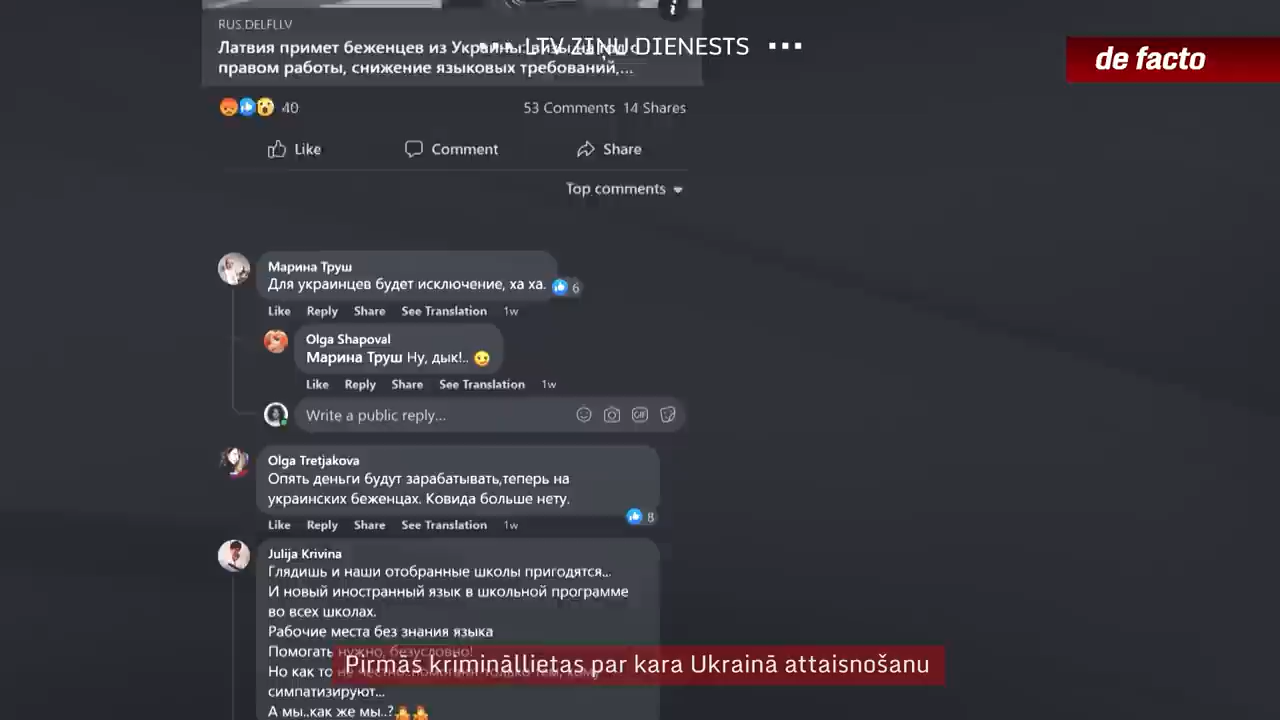 RUS.DELFI.LV
Латвия примет беженцев из Украины: визы на год с
LTV ZIŅU DIENESTS
правом работы, снижение языковых требований,...
de facto
40
53 Comments 14 Shares
Like Comment Share
Top comments
Марина Труш
Для украинцев будет исключение, ха ха.
6
Like Reply Share See Translation 1w
Olga Shapoval
Марина Труш Ну, дык!..
Like Reply Share See Translation 1w
Write a public reply...
GIF
Olga Tretjakova
Опять деньги будут зарабатывать,теперь на
украинских беженцах. Ковида больше нету.
8
Like Reply Share See Translation 1w
Julija Krivina
Глядишь и наши отобранные школы пригодятся...
И новый иностранный язык в школьной программе
во всех школах.
Рабочие места без знания языка
Помогать нужно, безусловно!
Но как то
Pirmās krimināllietas par kara Ukrainā attaisnošanu
симпатизируют...
А мы..как же мы..?